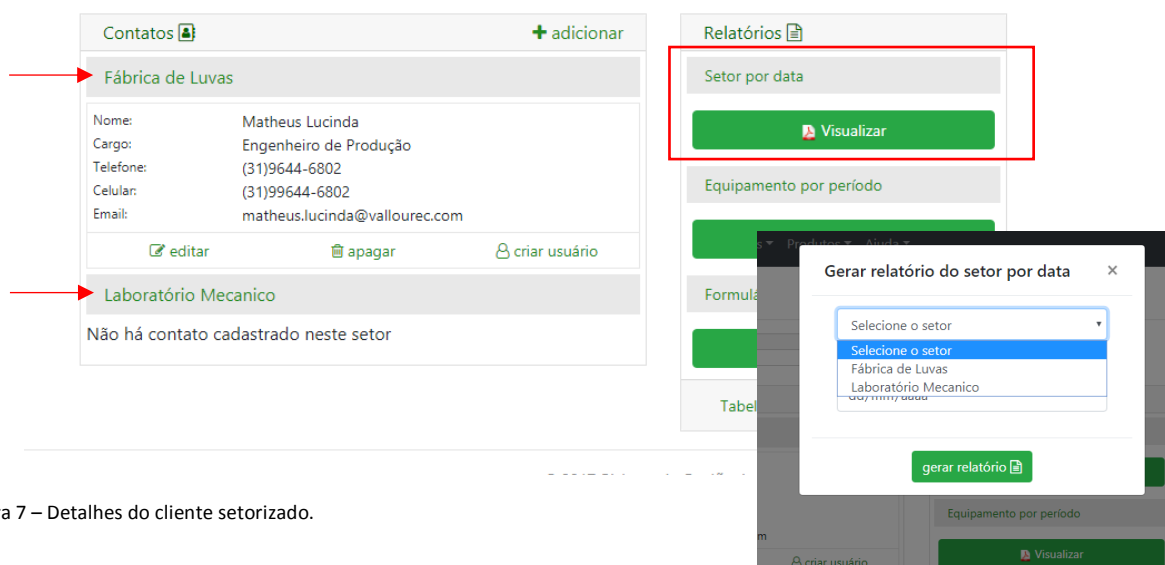 Contatos
adicionar
Fábrica de Luvas
Nome: Matheus Lucinda
Cargo: Engenheiro de Produção
Telefone: (31)9644-6802
Celular: (31)99644-6802
Email: matheus.lucinda@vallourec.com
editar apagar criar usuário
Laboratório Mecanico
Não há contato cadastrado neste setor
Relatórios
Setor por data
Visualizar
Equipamento por período
Produtos Ajuda
Gerar relatório do setor por data ×
Selecione o setor
Selecione o setor
Fábrica de Luvas
Laboratório Mecanico
dd/mm/aaaa
gerar relatório
Equipamento por período
Visualizar
criar usuário
7 – Detalhes do cliente setorizado.